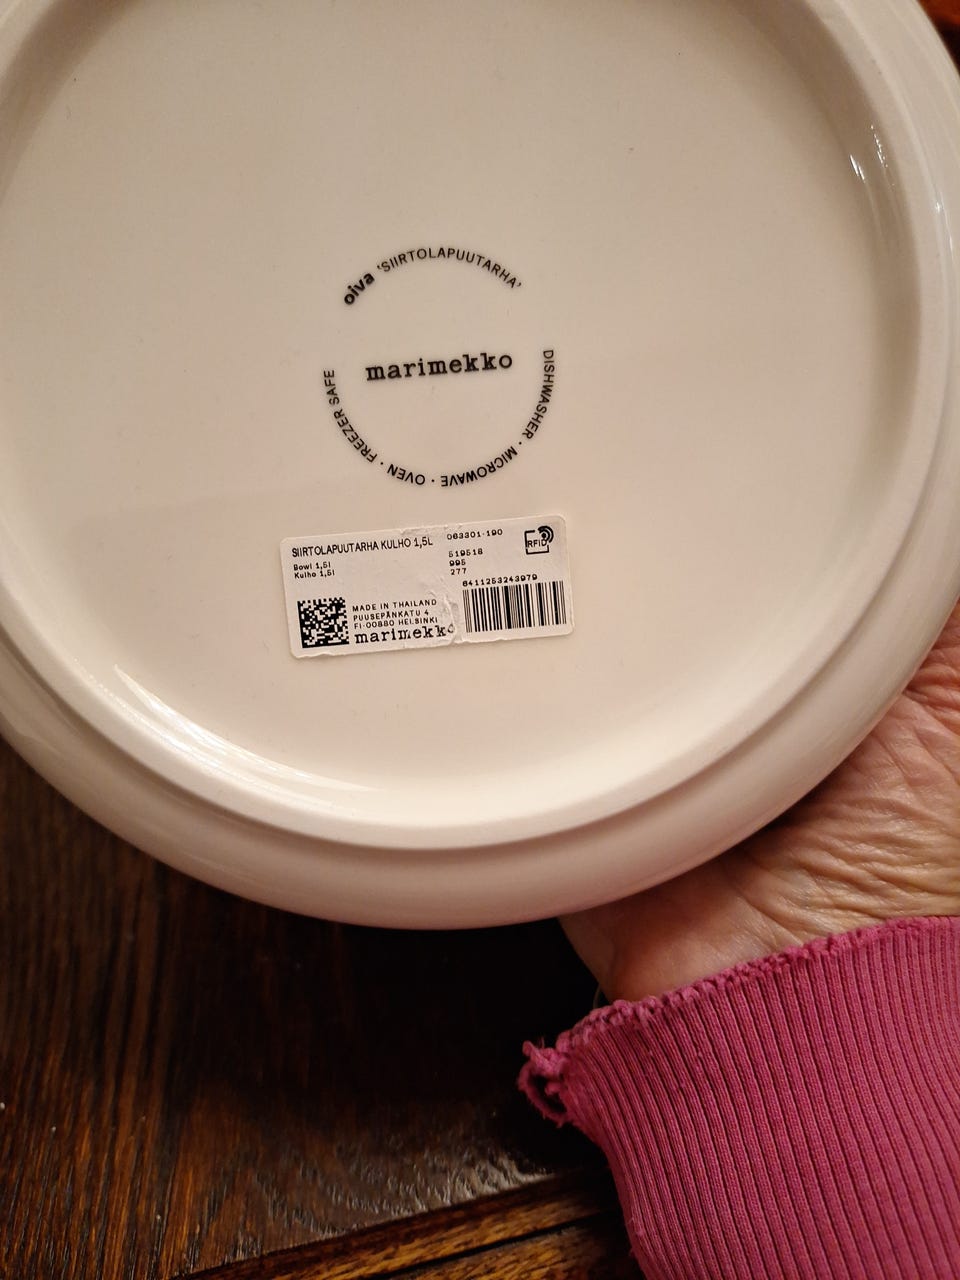 oiva 'SIIRTOLAPUUTARHA'
marimekko
DISHWASHER · MICROWAVE · OVEN · FREEZER SAFE
SIIRTOLAPUUTARHA KULHO 1,5L
Bowl 1,5l
Kulho 1,5l
063301-190
519518
995
277
RFID
6411253243979
MADE IN THAILAND
PUUSEPÄNKATU 4
FI-00880 HELSINKI
marimekko